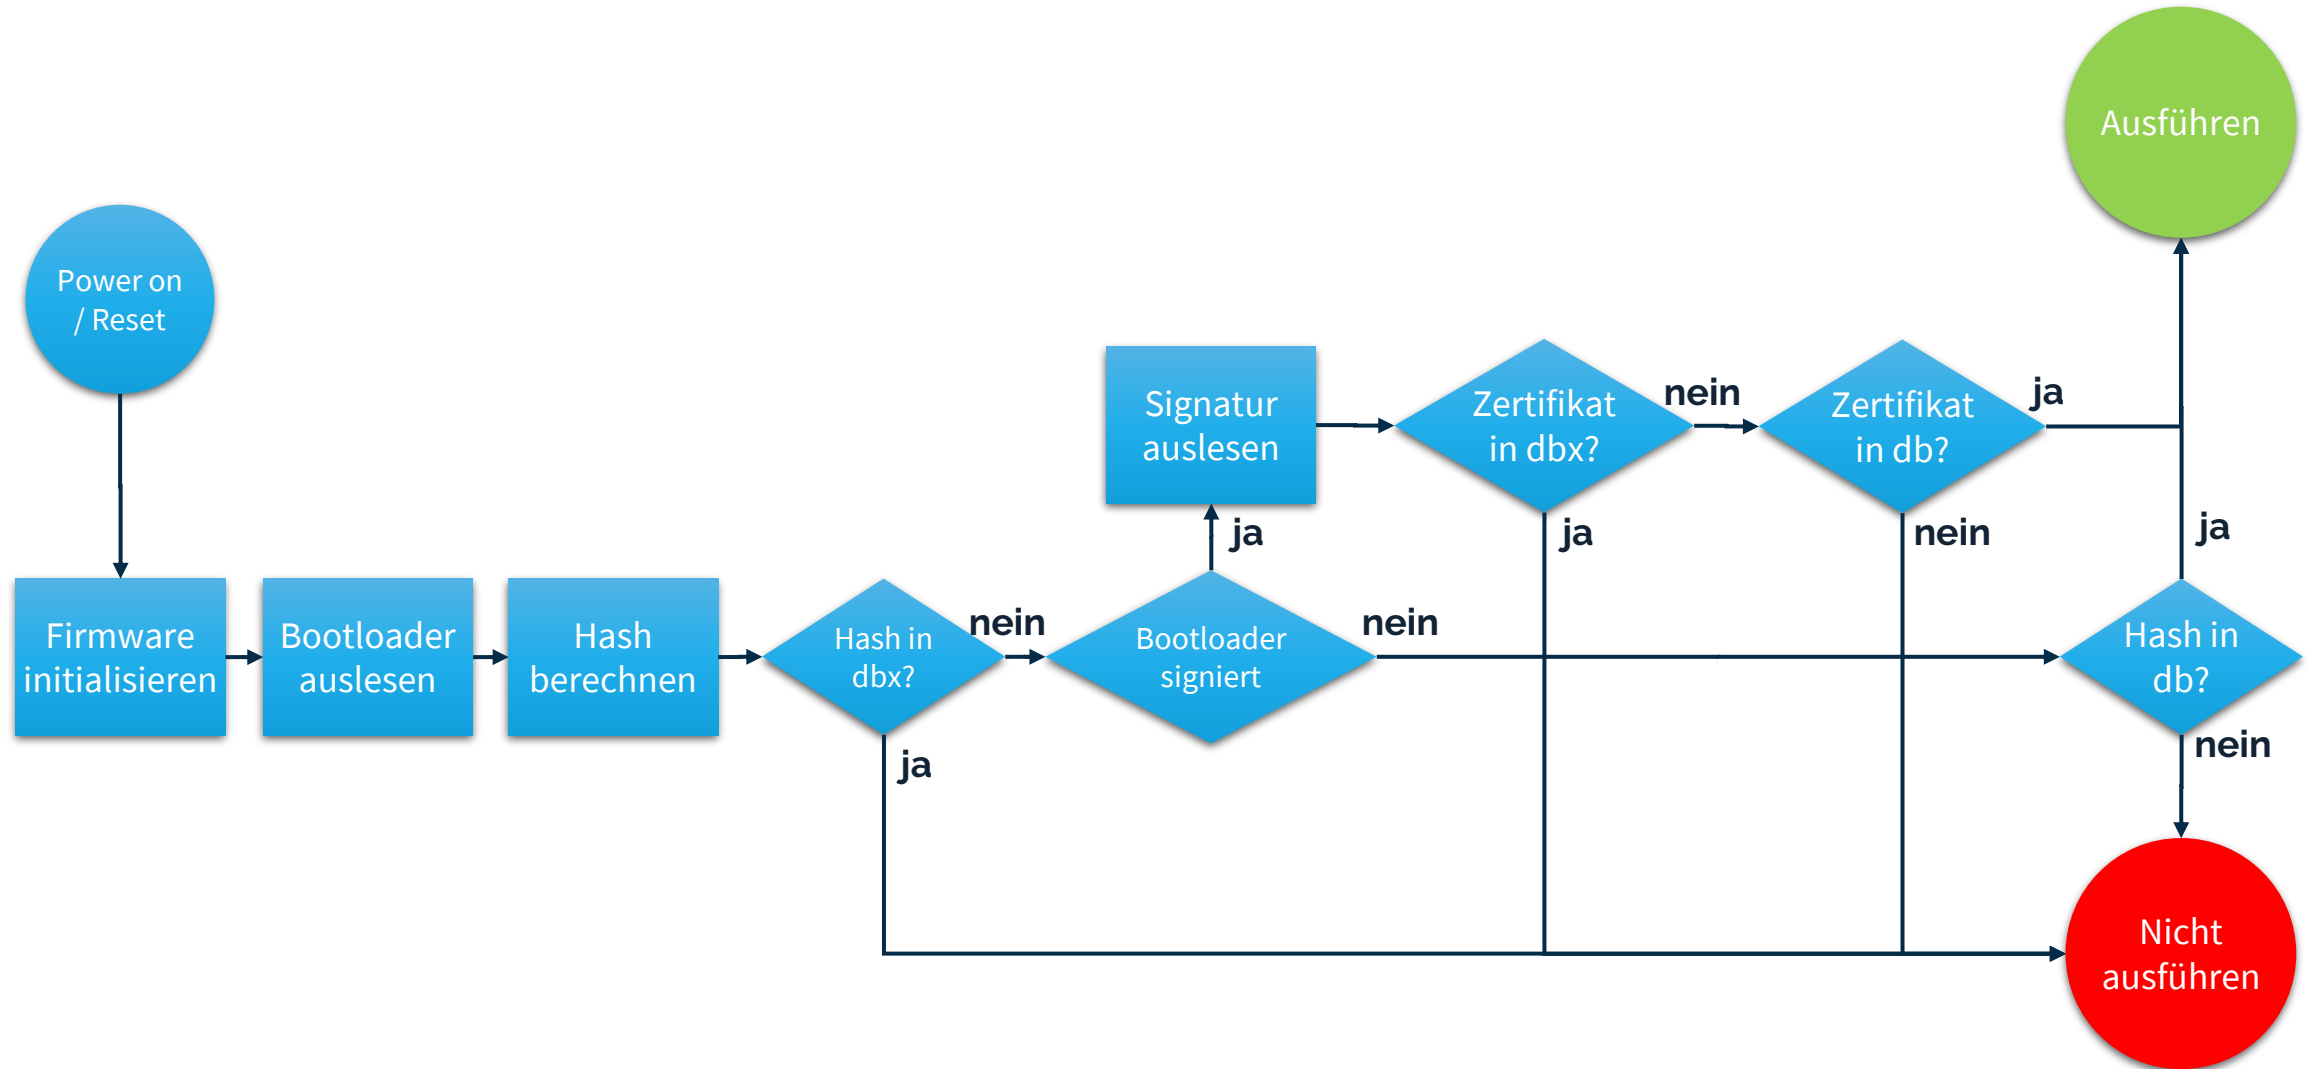 Ausführen
Power on
/ Reset
Signatur
auslesen
Zertifikat
in dbx?
nein
Zertifikat
in db?
ja
ja
ja
nein
ja
Firmware
initialisieren
Bootloader
auslesen
Hash
berechnen
Hash in
dbx?
nein
Bootloader
signiert
nein
Hash in
db?
ja
nein
Nicht
ausführen